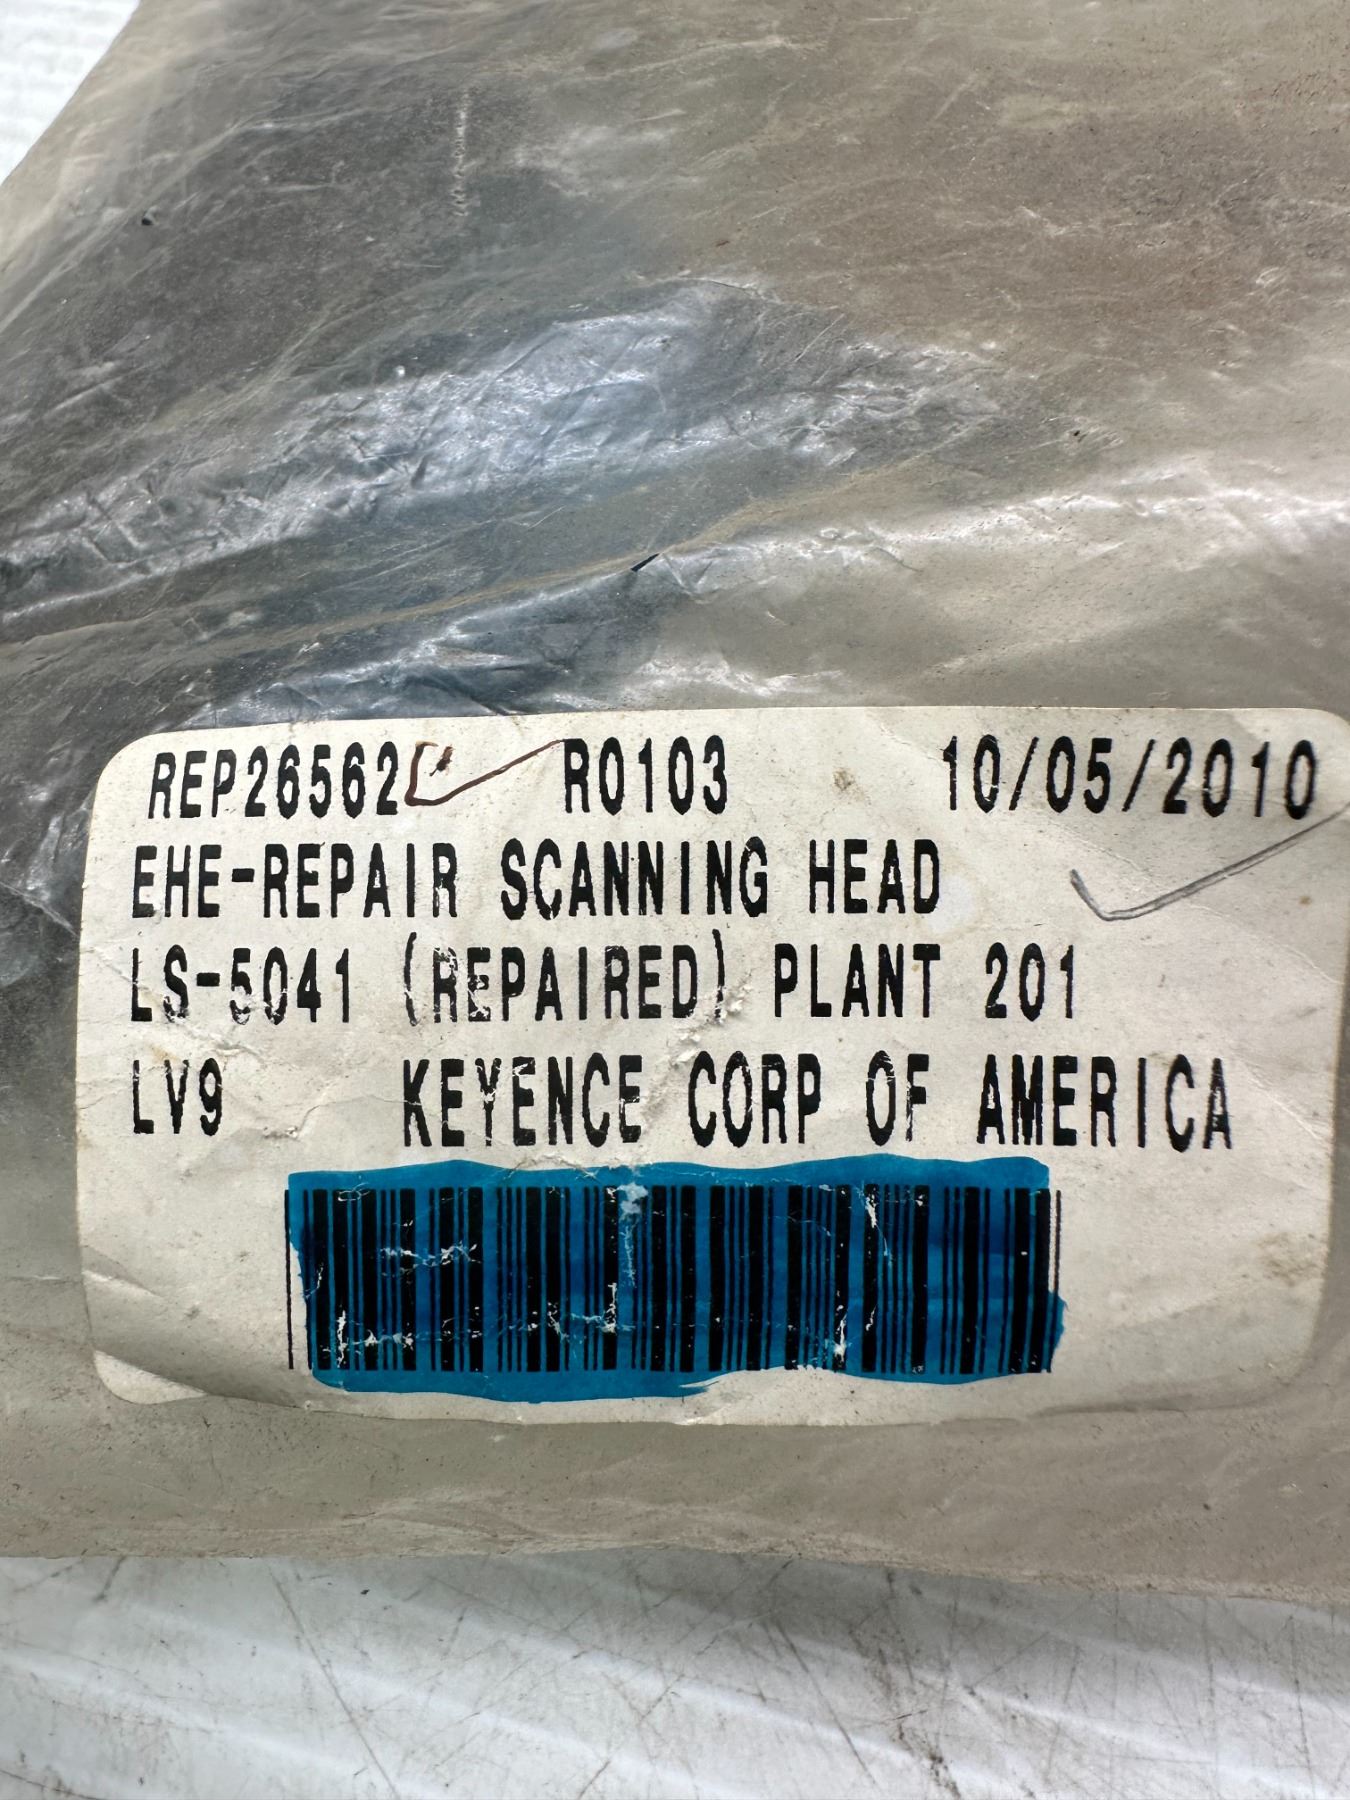 REP26562 R0103 10/05/2010
EHE-REPAIR SCANNING HEAD
LS-5041 (REPAIRED) PLANT 201
LV9 KEYENCE CORP OF AMERICA